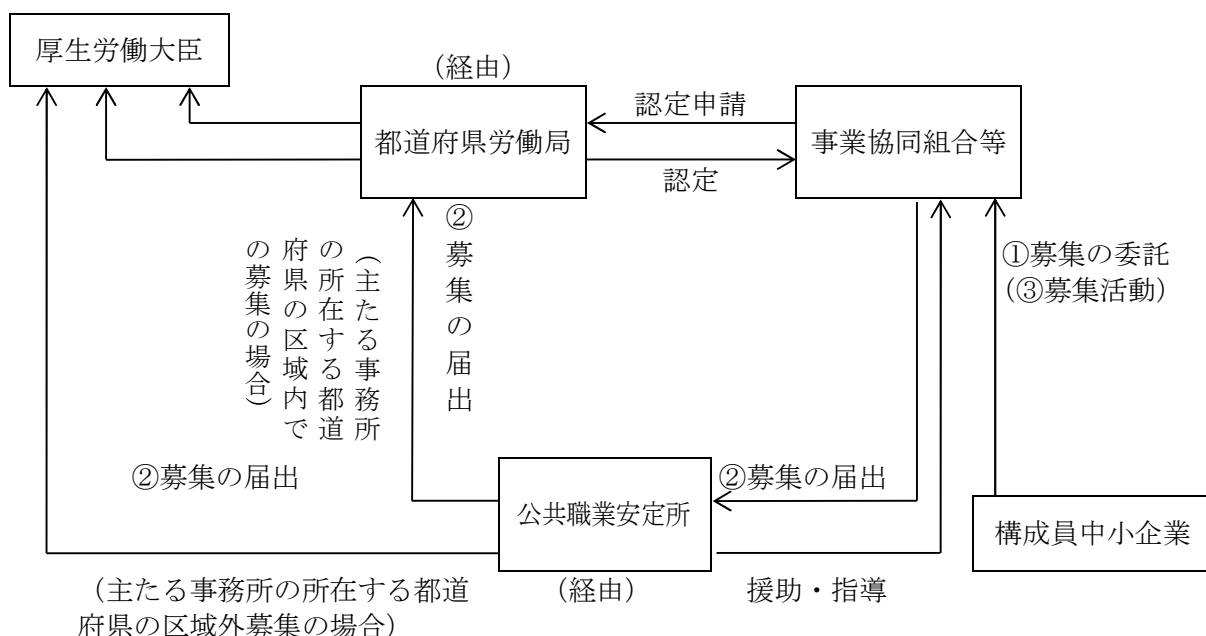 厚生労働大臣
(経由)
都道府県労働局
認定申請
認定
事業協同組合等
①募集の委託
(③募集活動)
②募集の届出
(主たる事務所
の所在する都道
府県の区域内で
の募集の場合)
②募集の届出
②募集の届出
公共職業安定所
構成員中小企業
(主たる事務所の所在する都道
府県の区域外募集の場合)
(経由)
援助・指導